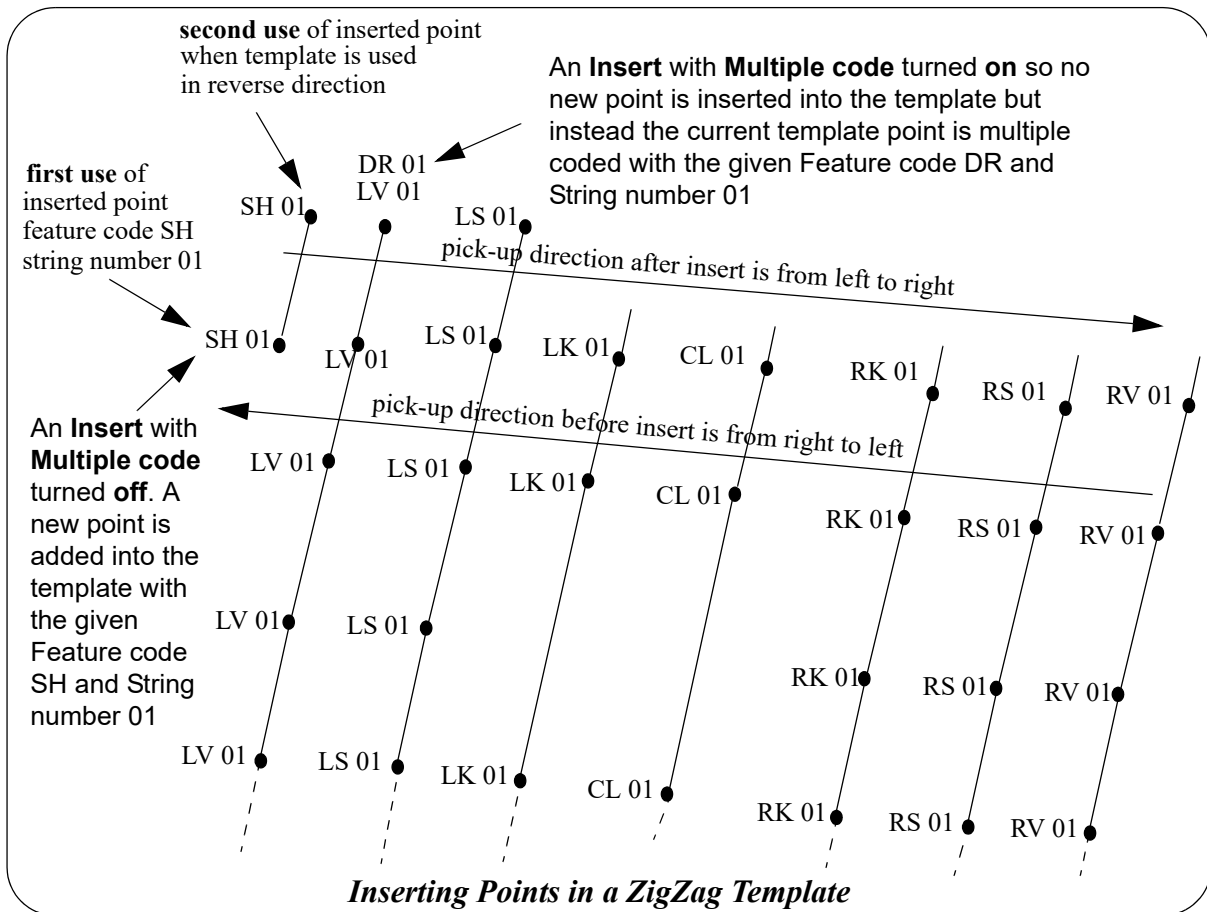 second use of inserted point
when template is used
in reverse direction
An Insert with Multiple code turned on so no
new point is inserted into the template but
instead the current template point is multiple
coded with the given Feature code DR and
String number 01
first use of
inserted point
feature code SH
string number 01
DR 01
LV 01
SH 01
LS 01
pick-up direction after insert is from left to right
SH 01
LV 01
LS 01
LK 01
CL 01
RK 01
RS 01
RV 01
pick-up direction before insert is from right to left
An Insert with
Multiple code
turned off. A
new point is
added into the
template with
the given
Feature code
SH and String
number 01
LV 01
LS 01
LK 01
CL 01
RK 01
RS 01
RV 01
LV 01
LS 01
RK 01
RS 01
RV 01
LV 01
LS 01
LK 01
CL 01
RK 01
RS 01
RV 01
Inserting Points in a ZigZag Template